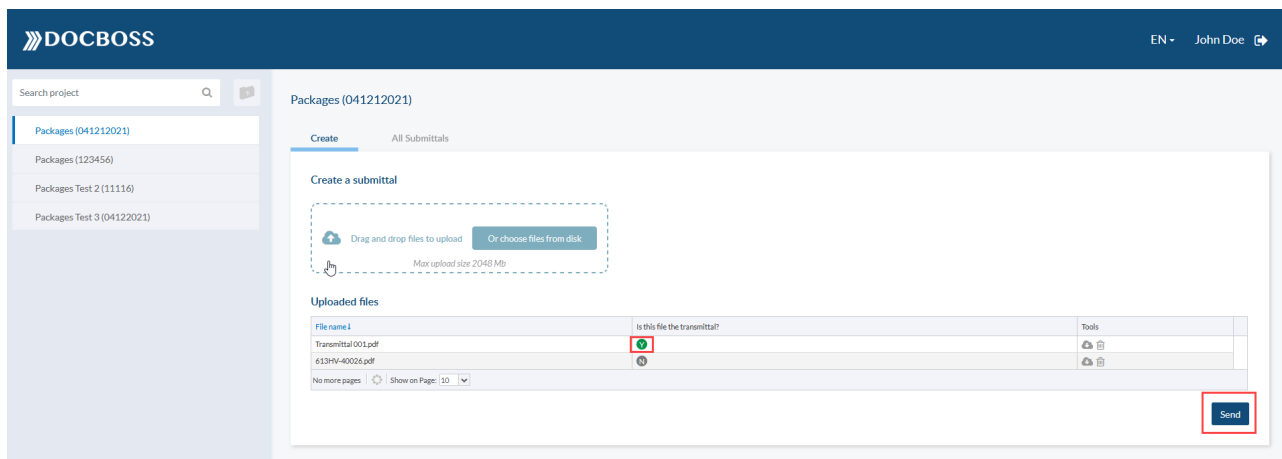 DOCBOSS
EN
John Doe
Search project
Packages (041212021)
Packages (123456)
Packages Test 2 (11116)
Packages Test 3 (04122021)
Packages (041212021)
Create All Submittals
Create a submittal
Drag and drop files to upload Or choose files from disk
Max upload size 2048 Mb
Uploaded files
File name Is this file the transmittal? Tools
Transmittal 001.pdf Y
613HV-40026.pdf N
No more pages Show on Page: 10
Send